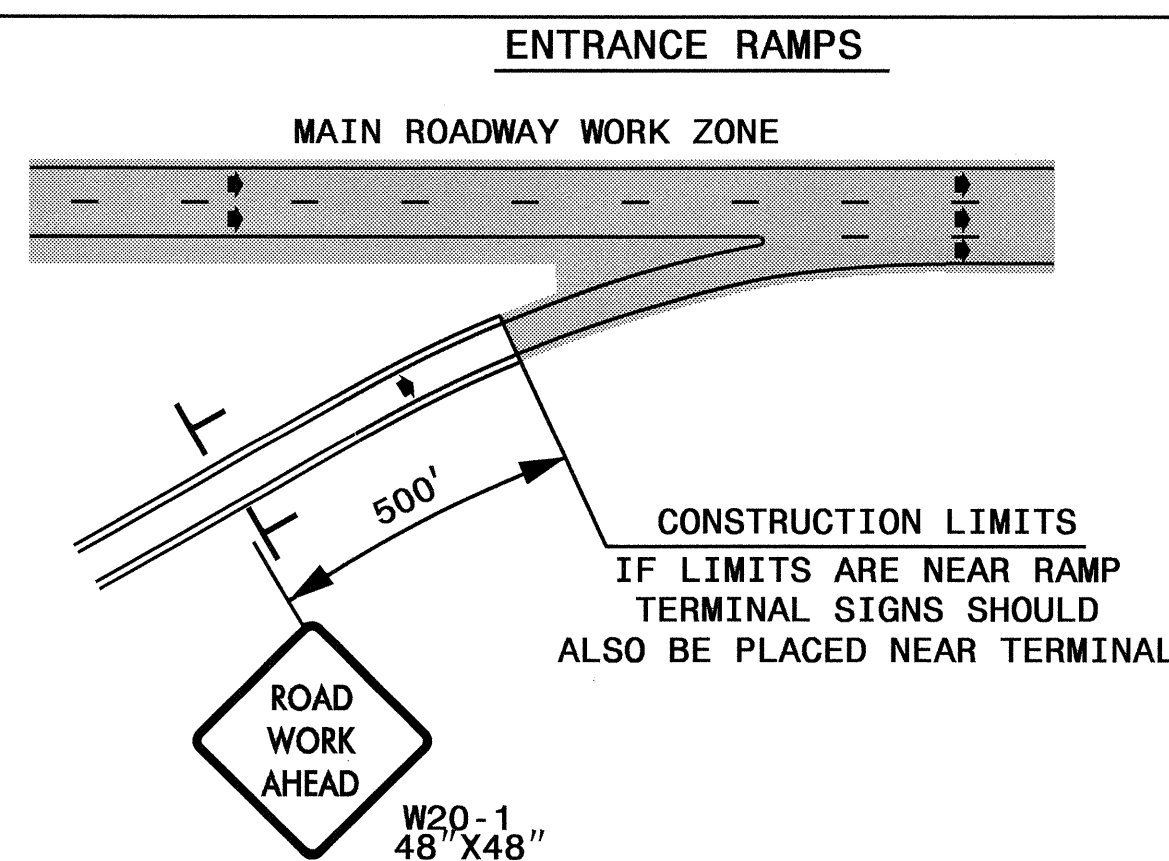 ENTRANCE RAMPS
MAIN ROADWAY WORK ZONE
500'
CONSTRUCTION LIMITS
IF LIMITS ARE NEAR RAMP
TERMINAL SIGNS SHOULD
ALSO BE PLACED NEAR TERMINAL
ROAD
WORK
AHEAD
W20-1
48"X48"